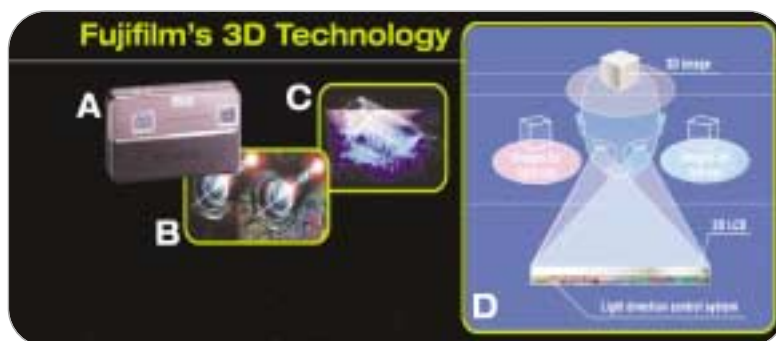 Fujifilm's 3D Technology
A
C
B
3D image
3D LCD
D
Light direction control system